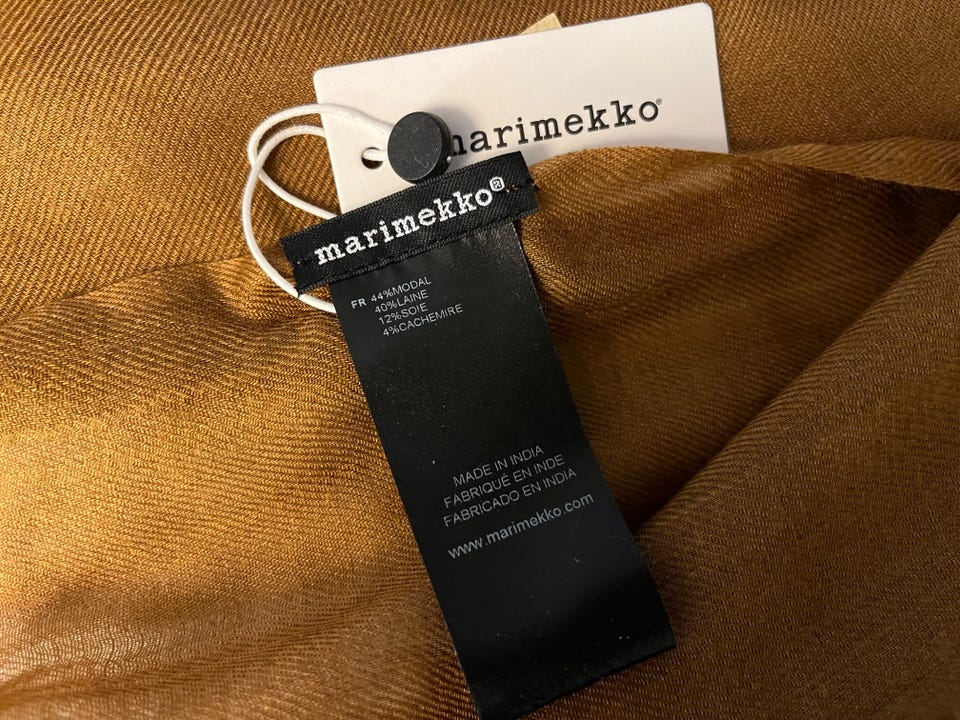 marimekko®
marimekko®
FR 44%MODAL
40%LAINE
12%SOIE
4%CACHEMIRE
MADE IN INDIA
FABRIQUÉ EN INDE
FABRICADO EN INDIA
www.marimekko.com